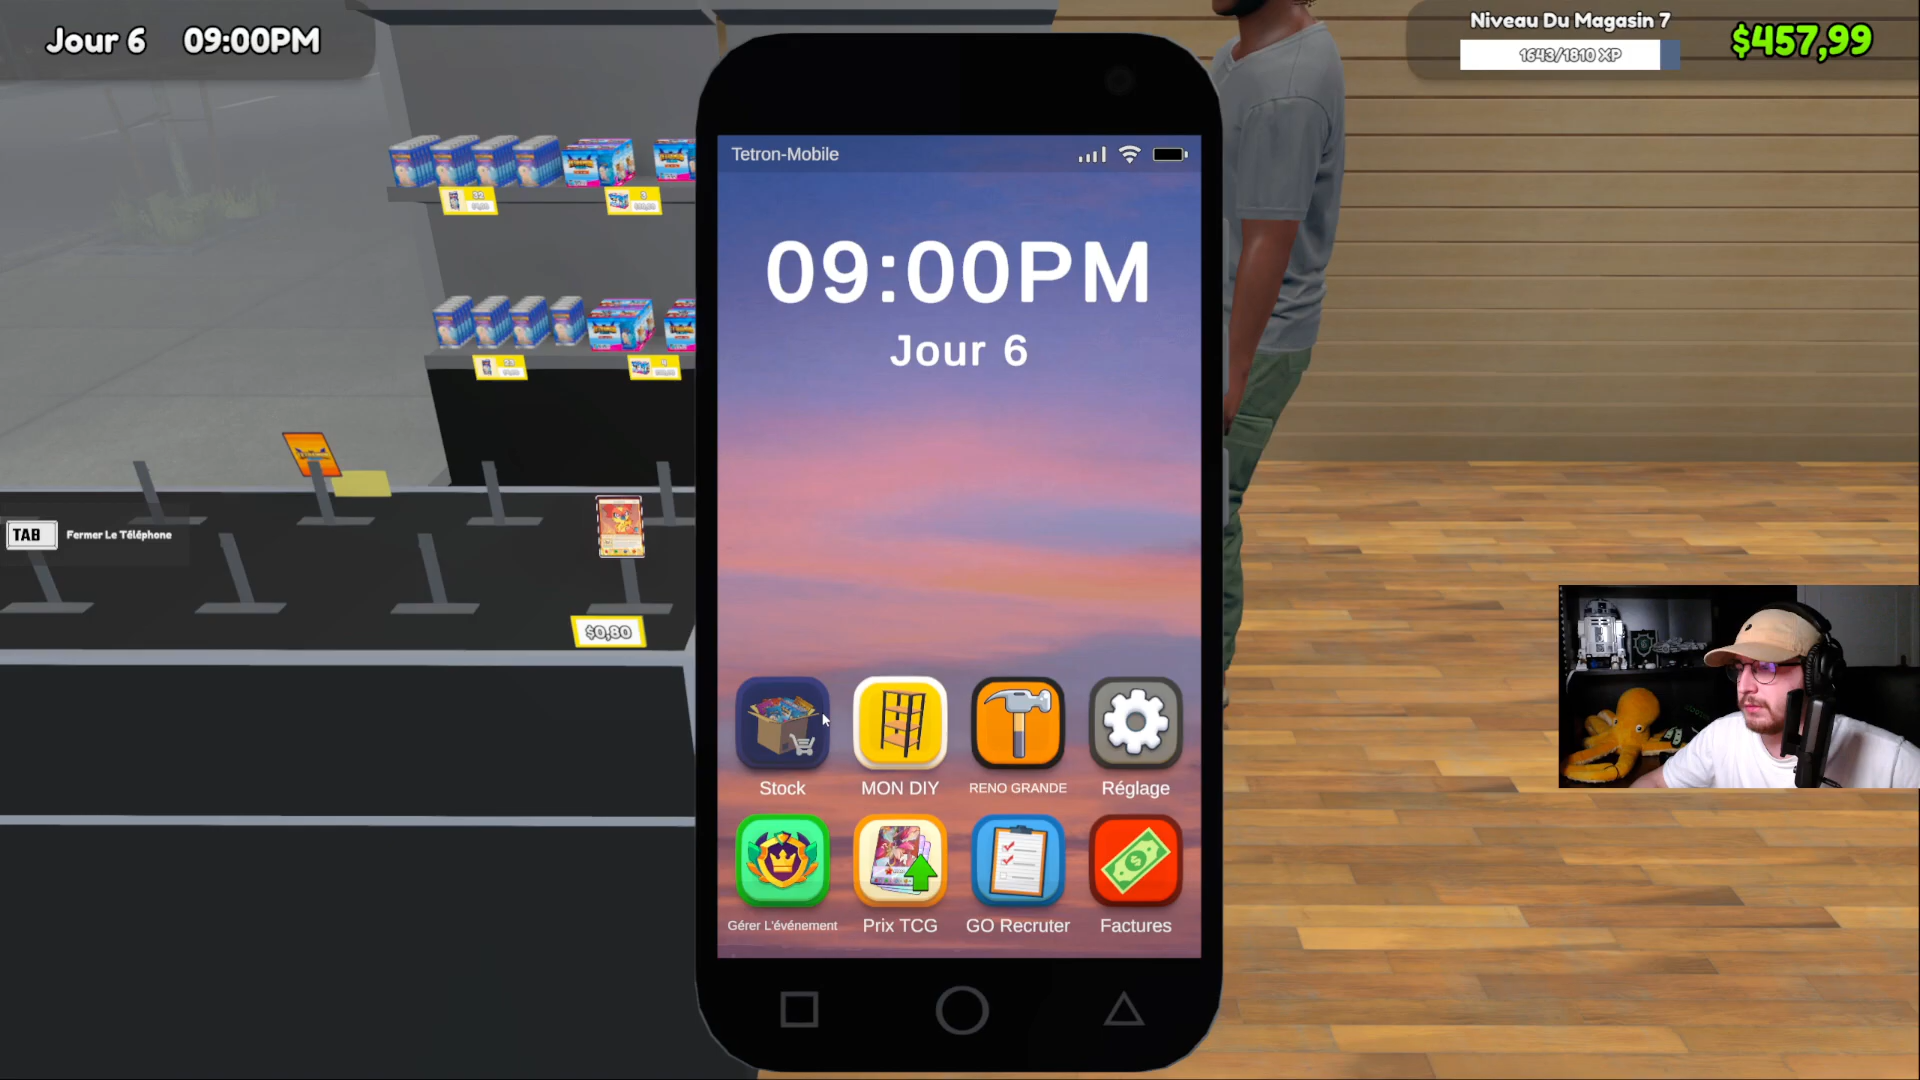 Jour 6 09:00PM
Niveau Du Magasin 7
1643/1810 XP
$457,99
Tetron-Mobile
09:00PM
Jour 6
TAB Fermer Le Téléphone
$0,80
Stock MON DIY RENO GRANDE Réglage
Gérer L'événement Prix TCG GO Recruter Factures